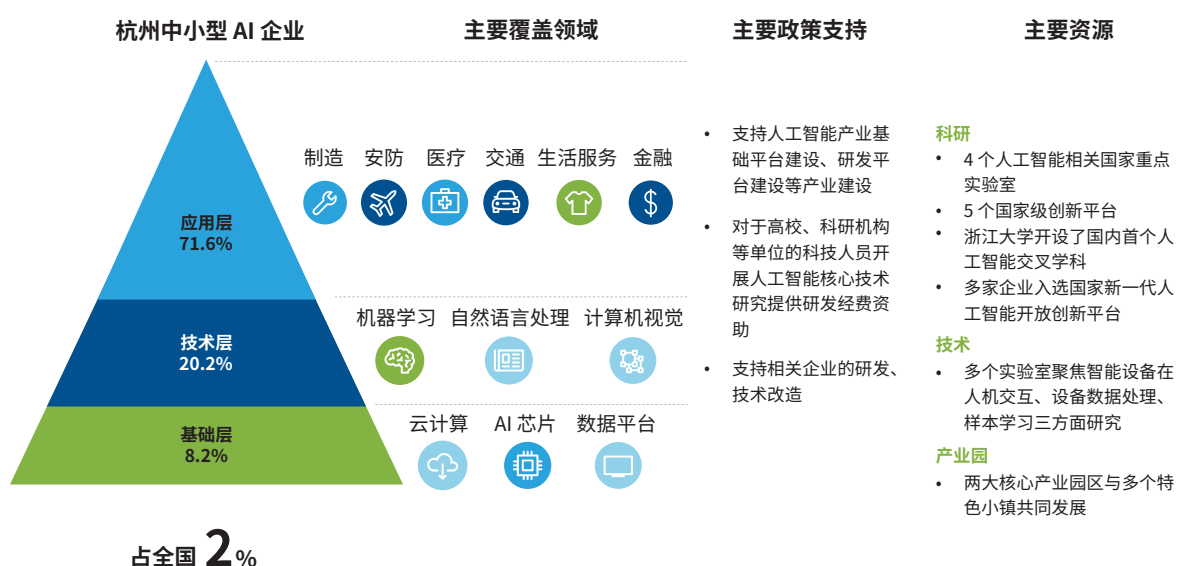 杭州中小型 AI 企业
主要覆盖领域
主要政策支持
主要资源
应用层
71.6%
技术层
20.2%
基础层
8.2%
占全国 2%
制造 安防 医疗 交通 生活服务 金融
机器学习 自然语言处理 计算机视觉
云计算 AI 芯片 数据平台
• 支持人工智能产业基
础平台建设、研发平
台建设等产业建设
• 对于高校、科研机构
等单位的科技人员开
展人工智能核心技术
研究提供研发经费资
助
• 支持相关企业的研发、
技术改造
科研
• 4 个人工智能相关国家重点
实验室
• 5 个国家级创新平台
• 浙江大学开设了国内首个人
工智能交叉学科
• 多家企业入选国家新一代人
工智能开放创新平台
技术
• 多个实验室聚焦智能设备在
人机交互、设备数据处理、
样本学习三方面研究
产业园
• 两大核心产业园区与多个特
色小镇共同发展